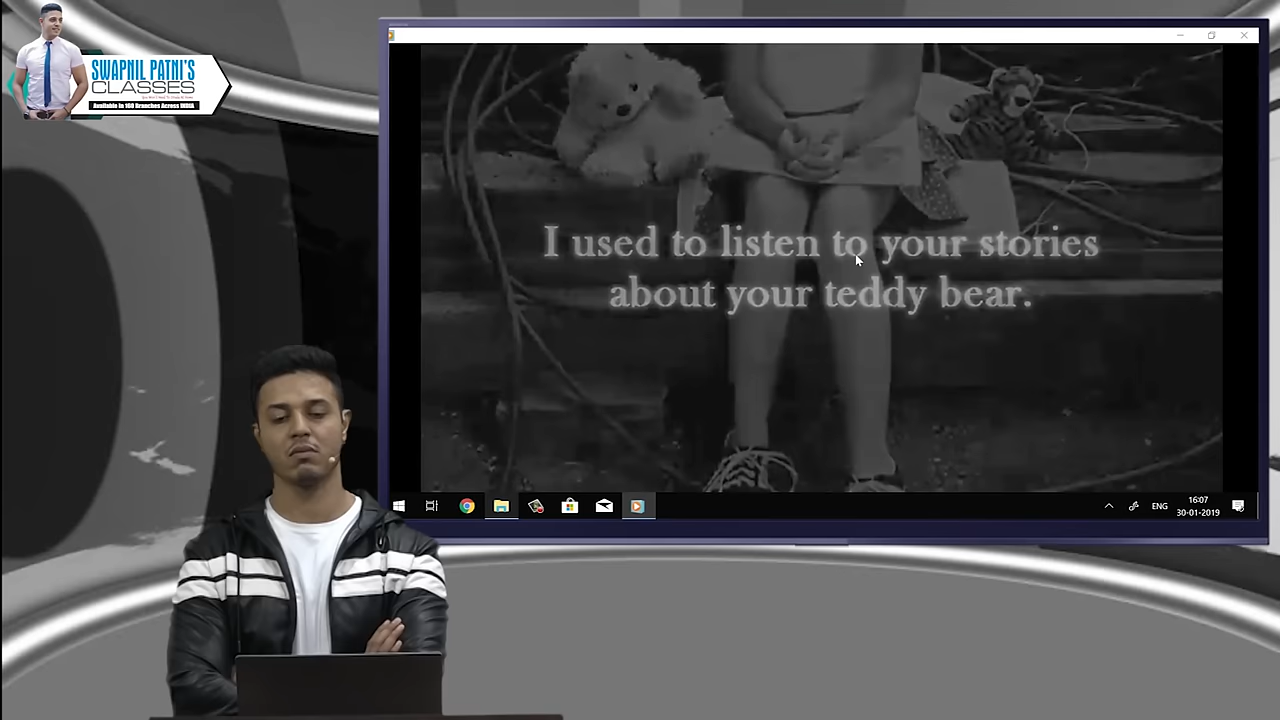 SWAPNIL PATNI'S
CLASSES
Available in 160 Branches Across INDIA
I used to listen to your stories
about your teddy bear.
ENG
16:07
30-01-2019